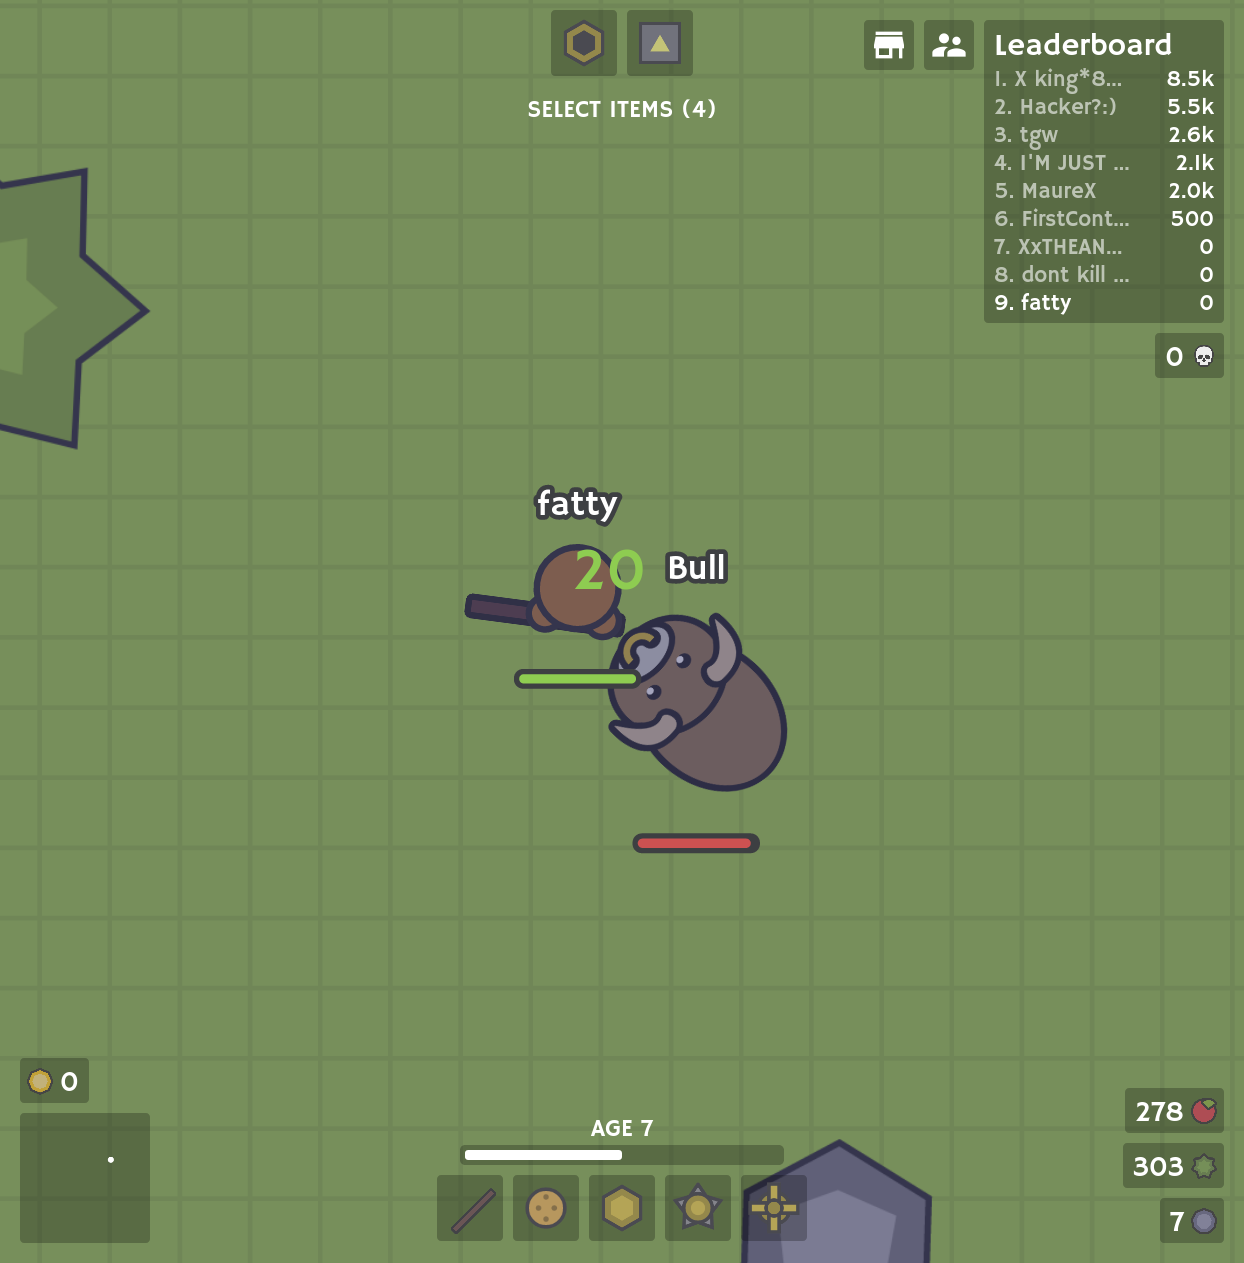 SELECT ITEMS (4)
Leaderboard
1. X king*8... 8.5k
2. Hacker?:) 5.5k
3. tgw 2.6k
4. I'M JUST ... 2.1k
5. MaureX 2.0k
6. FirstCont... 500
7. XxTHEAN... 0
8. dont kill ... 0
9. fatty 0
0
fatty
20
Bull
0
AGE 7
278
303
7